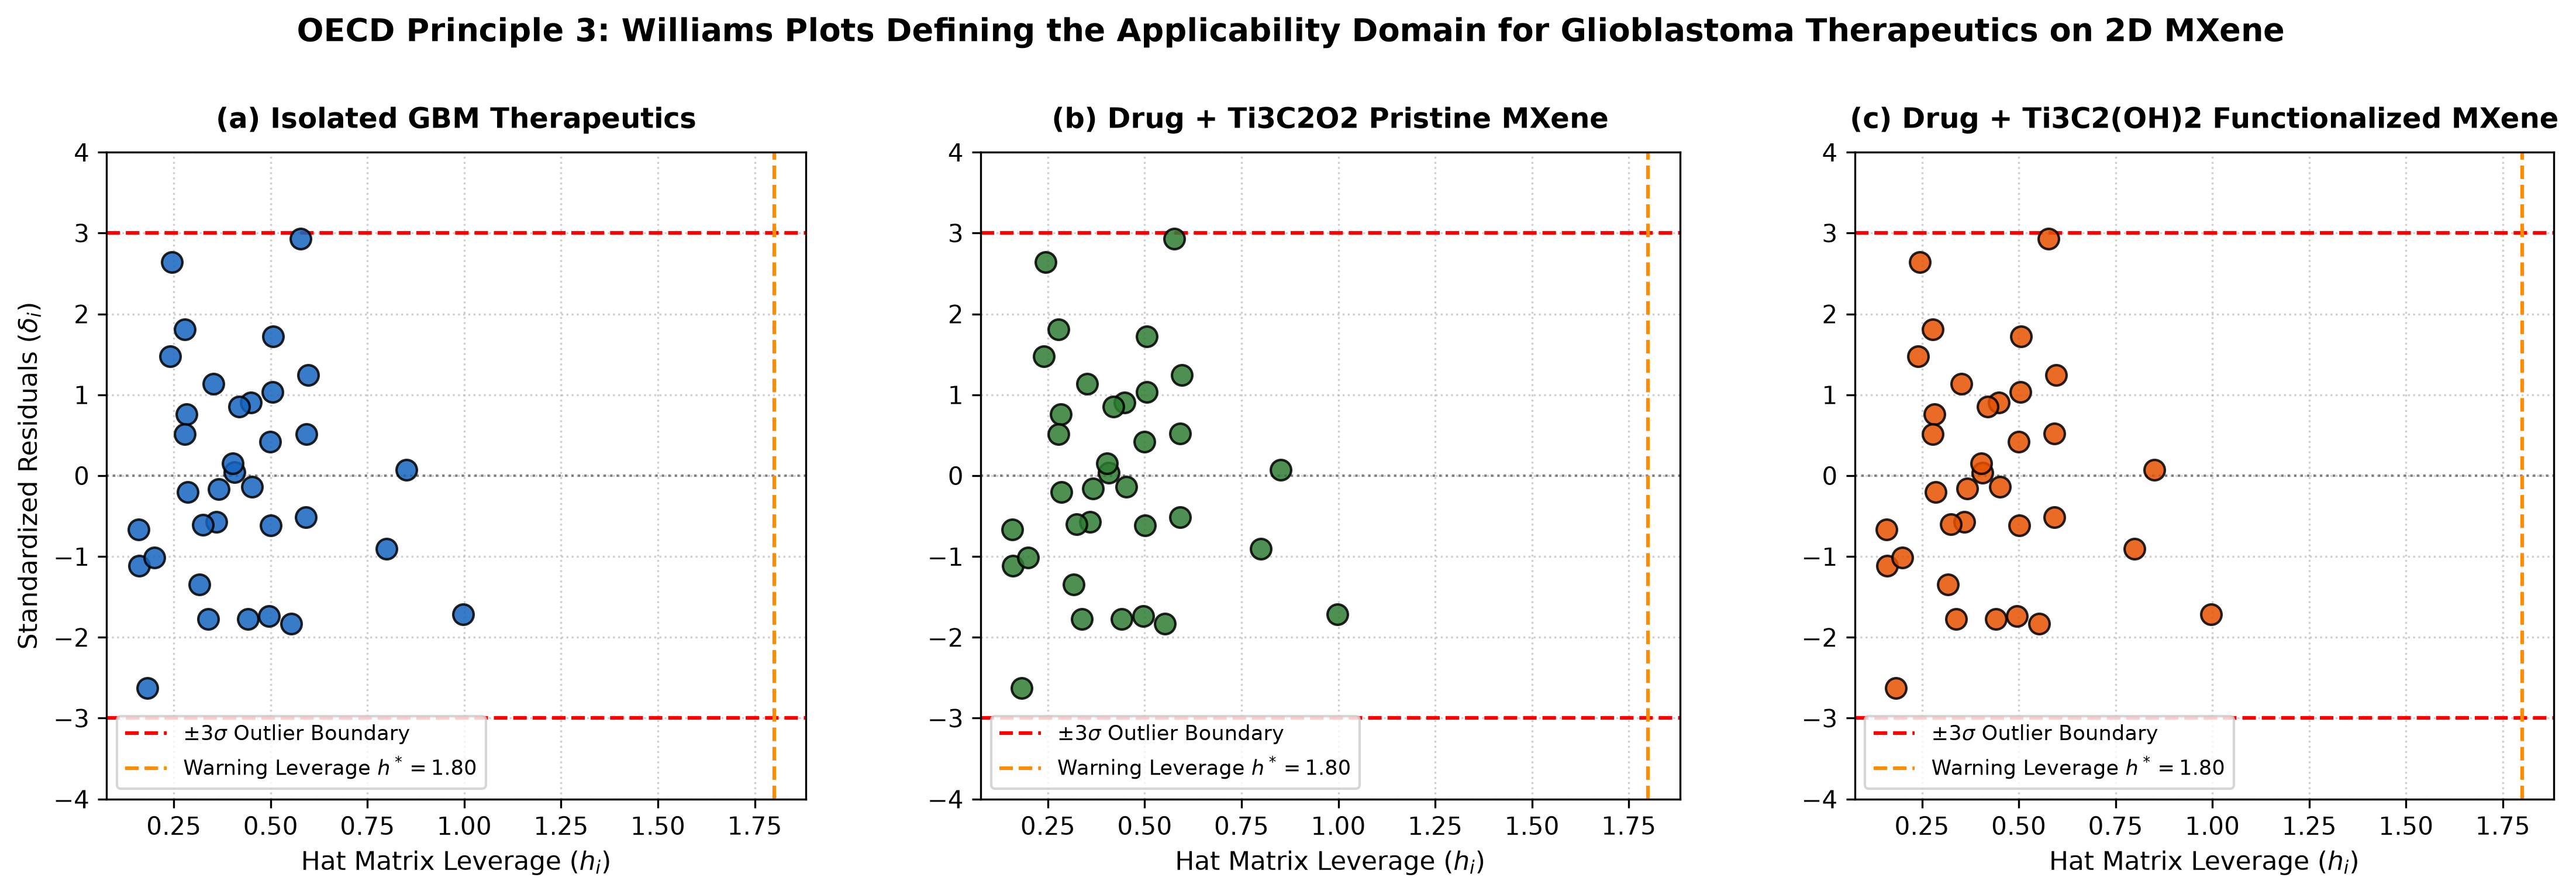 OECD Principle 3: Williams Plots Defining the Applicability Domain for Glioblastoma Therapeutics on 2D MXene
(a) Isolated GBM Therapeutics
4
3
2
1
0
−1
−2
−3
−4
Standardized Residuals (δᵢ)
±3σ Outlier Boundary
Warning Leverage h* = 1.80
0.25 0.50 0.75 1.00 1.25 1.50 1.75
Hat Matrix Leverage (hᵢ)
(b) Drug + Ti3C2O2 Pristine MXene
4
3
2
1
0
−1
−2
−3
−4
±3σ Outlier Boundary
Warning Leverage h* = 1.80
0.25 0.50 0.75 1.00 1.25 1.50 1.75
Hat Matrix Leverage (hᵢ)
(c) Drug + Ti3C2(OH)2 Functionalized MXene
4
3
2
1
0
−1
−2
−3
−4
±3σ Outlier Boundary
Warning Leverage h* = 1.80
0.25 0.50 0.75 1.00 1.25 1.50 1.75
Hat Matrix Leverage (hᵢ)